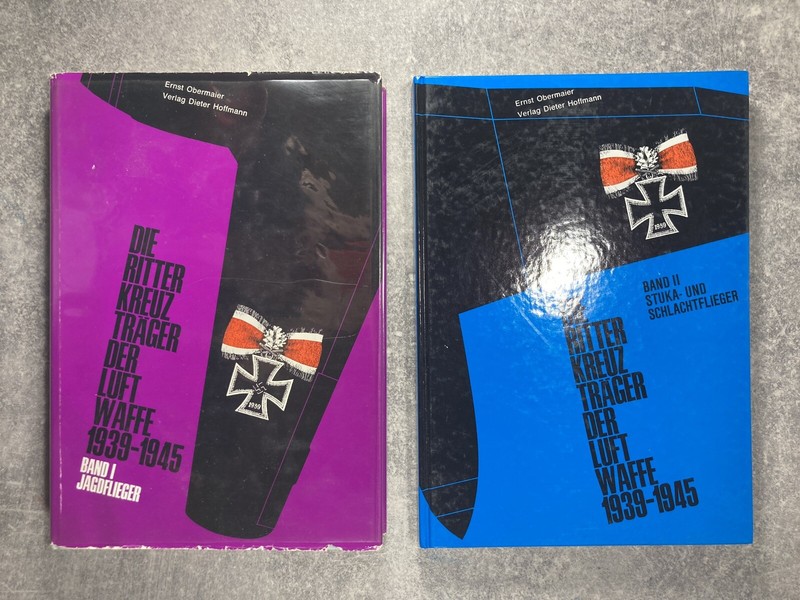 Ernst Obermaier
Verlag Dieter Hoffmann
DIE
RITTER
KREUZ
TRÄGER
DER
LUFT
WAFFE
1939-1945
BAND I
JAGDFLIEGER
1939
Ernst Obermaier
Verlag Dieter Hoffmann
1939
BAND II
STUKA- UND
SCHLACHTFLIEGER
RITTER
KREUZ
TRÄGER
DER
LUFT
WAFFE
1939-1945